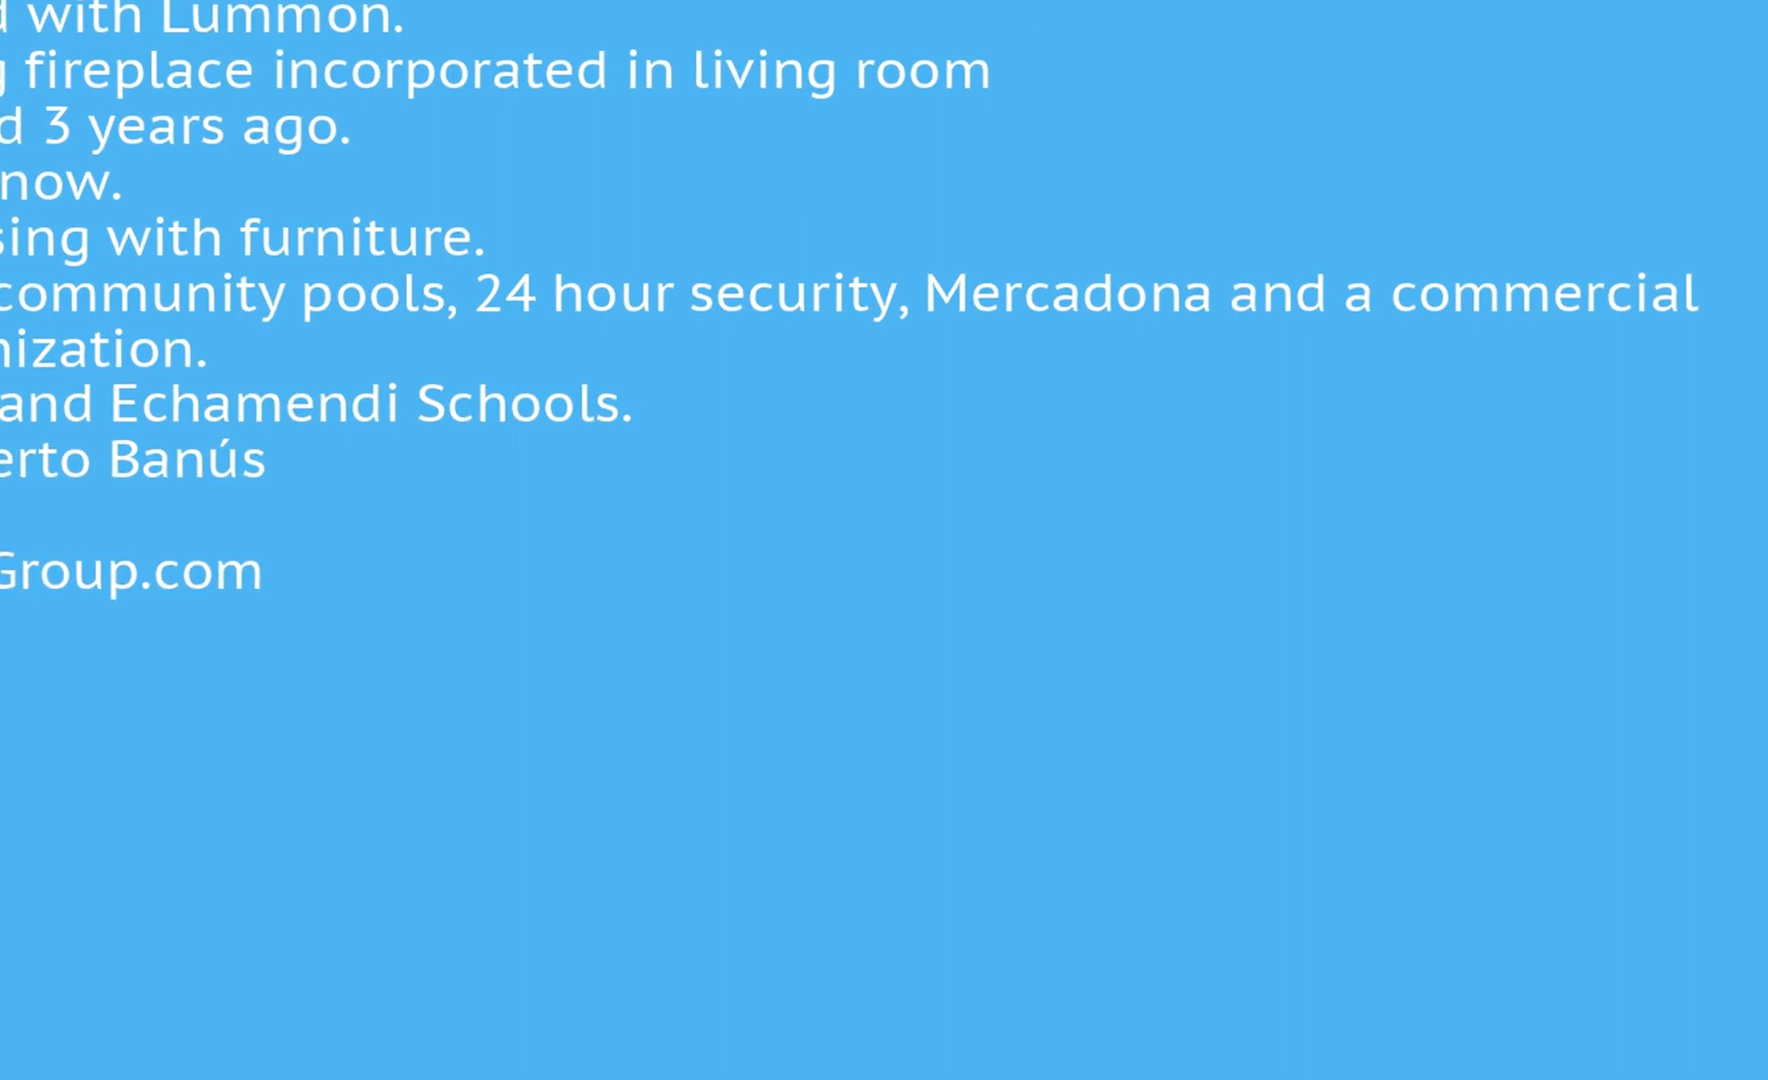 with Lummon.
fireplace incorporated in living room
3 years ago.
now.
with furniture.
community pools, 24 hour security, Mercadona and a commercial
nization.
and Echamendi Schools.
erto Banús
Group.com